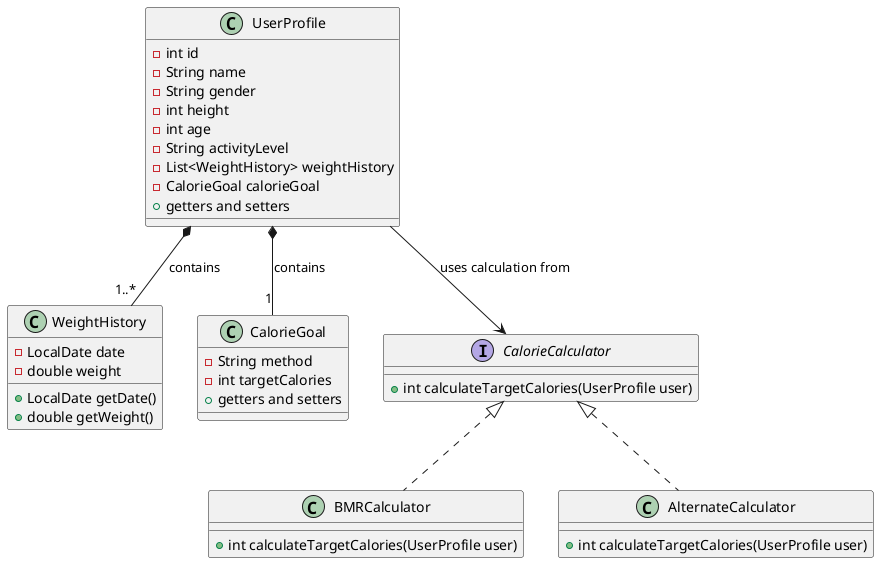 C UserProfile
int id
String name
String gender
int height
int age
String activityLevel
List<WeightHistory> weightHistory
CalorieGoal calorieGoal
getters and setters
contains
contains
uses calculation from
1..*
1
C WeightHistory
LocalDate date
double weight
LocalDate getDate()
double getWeight()
C CalorieGoal
String method
int targetCalories
getters and setters
I CalorieCalculator
int calculateTargetCalories(UserProfile user)
C BMRCalculator
int calculateTargetCalories(UserProfile user)
C AlternateCalculator
int calculateTargetCalories(UserProfile user)